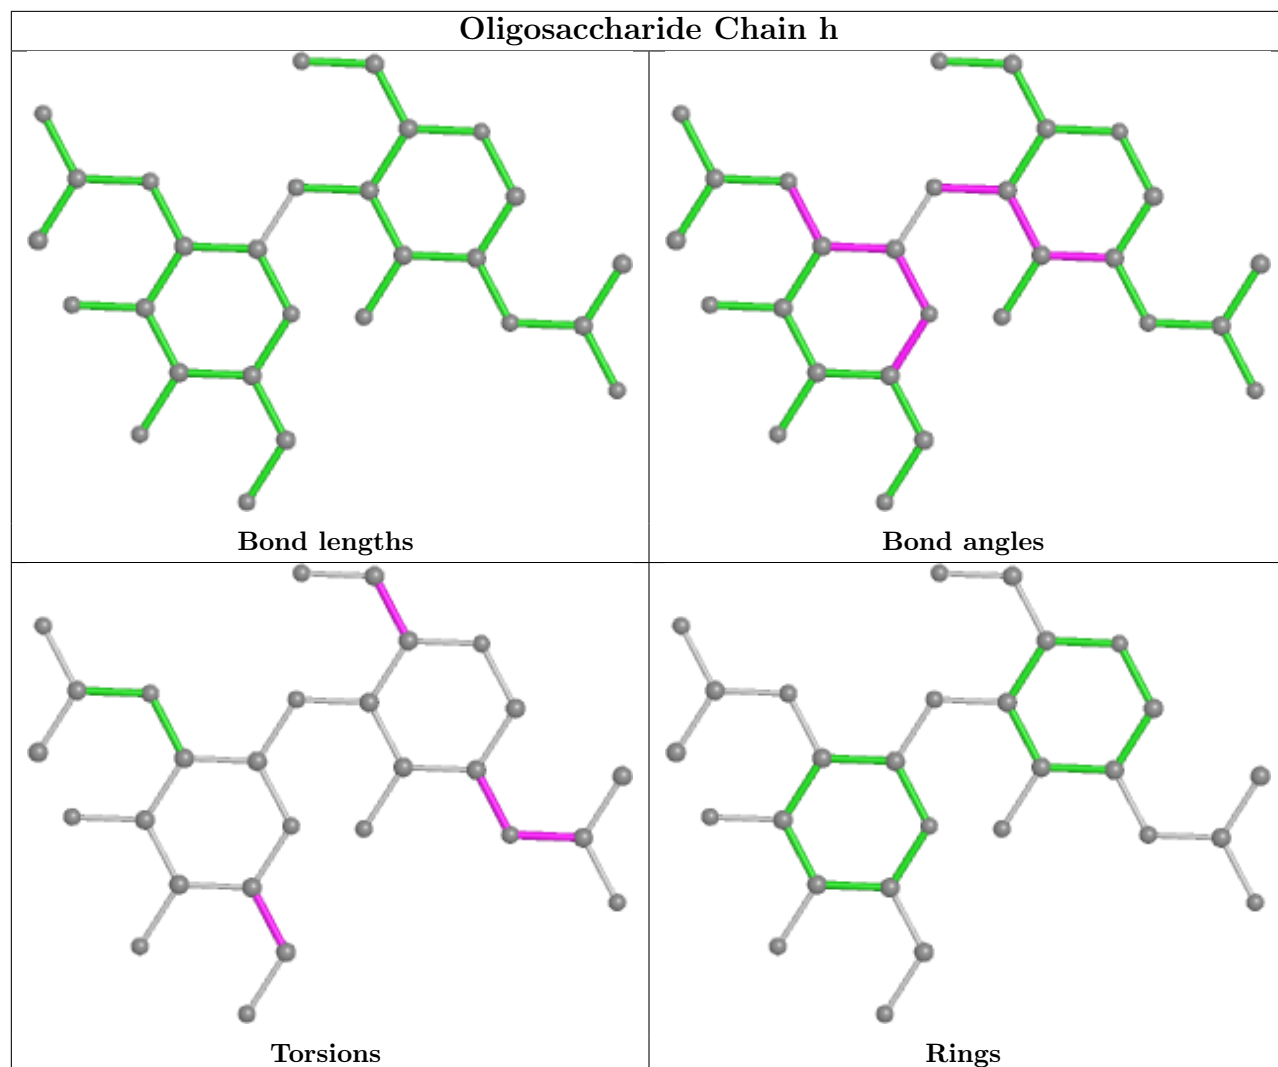 Oligosaccharide Chain h
Bond lengths
Bond angles
Torsions
Rings